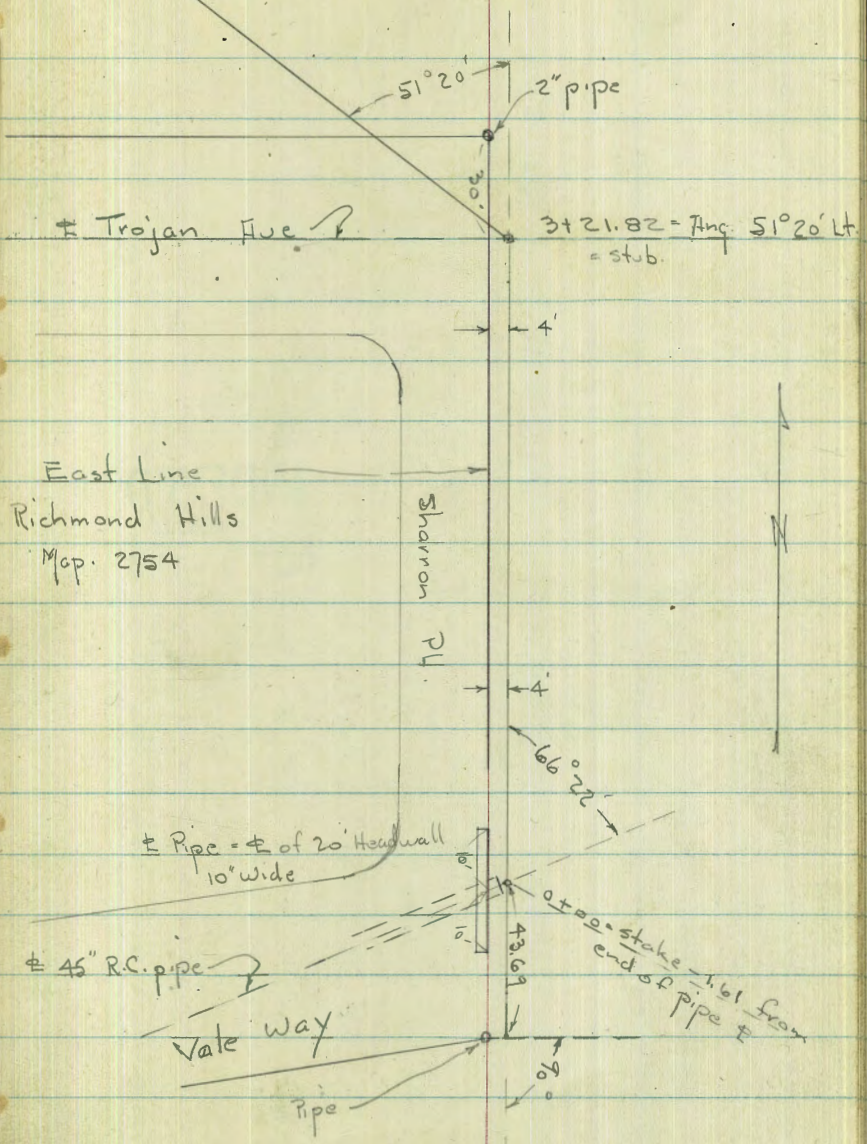 51°20'
2" pipe
30'
℄ Trojan Ave
3+21.82 = Ang. 51°20' Lt.
= stub.
4'
East Line
Richmond Hills
Map. 2754
Sharron Pl.
N
4'
66°22'
℄ Pipe = ℄ of 20' Headwall
10" Wide
10'
10'
0+00 = stake 1.61 from
end of pipe ℄
43.69
℄ 45" R.C. pipe
Vale Way
90°
Pipe